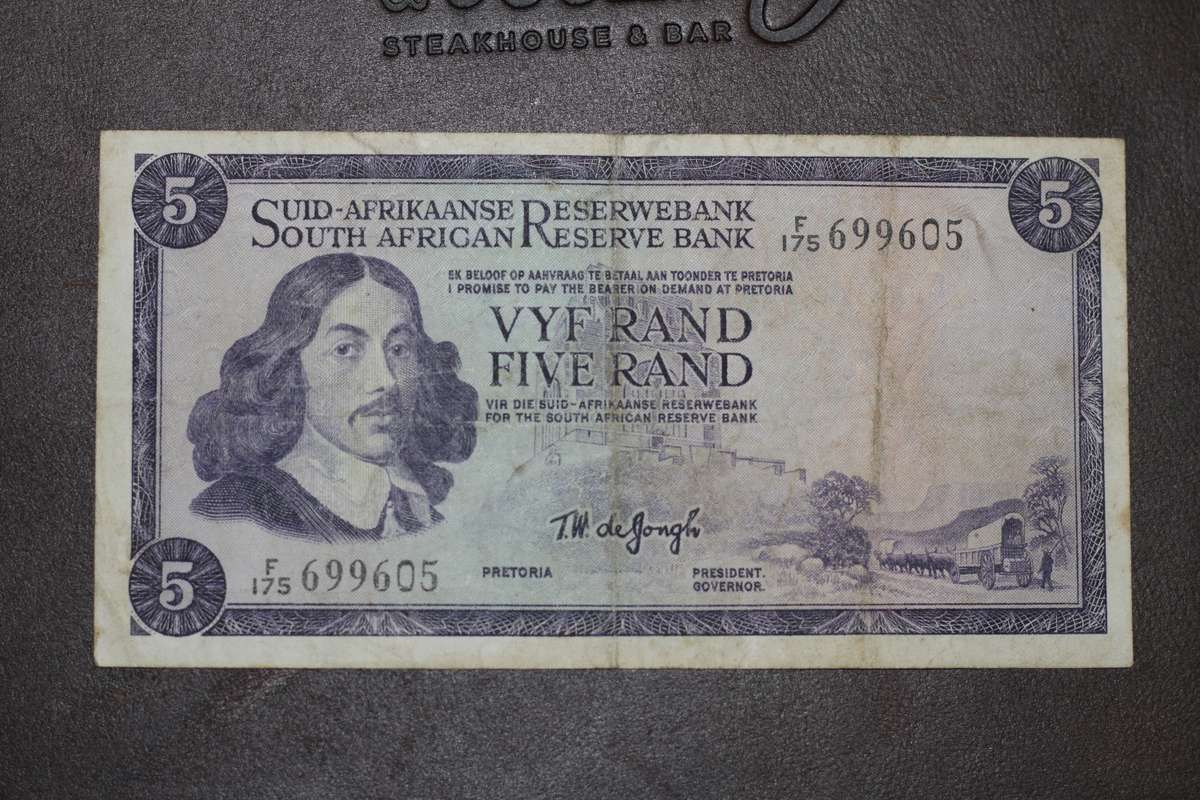 STEAKHOUSE & BAR
5
5
SUID-AFRIKAANSE RESERWEBANK
SOUTH AFRICAN RESERVE BANK
F/175 699605
EK BELOOF OP AANVRAAG TE BETAAL AAN TOONDER TE PRETORIA
I PROMISE TO PAY THE BEARER ON DEMAND AT PRETORIA
VYF RAND
FIVE RAND
VIR DIE SUID-AFRIKAANSE RESERWEBANK
FOR THE SOUTH AFRICAN RESERVE BANK
T.W. de Jongh
5
F/175 699605
PRETORIA
PRESIDENT.
GOVERNOR.